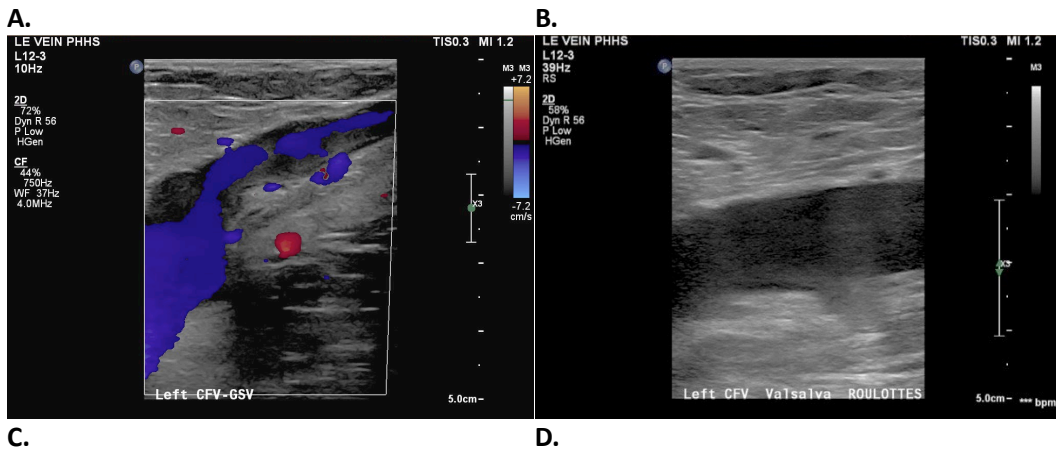 A.
B.
LE VEIN PHHS
TIS0.3 MI 1.2
L12-3
10Hz
M3 M3
+7.2
2D
72%
Dyn R 56
P Low
HGen
CF
44%
750Hz
WF 37Hz
4.0MHz
P
x3
-7.2
cm/s
Left CFV-GSV
5.0cm
LE VEIN PHHS
TIS0.3 MI 1.2
L12-3
39Hz
RS
M3
2D
58%
Dyn R 56
P Low
HGen
P
Left CFV Valsalva ROULOTTES
5.0cm
*** bpm
C.
D.